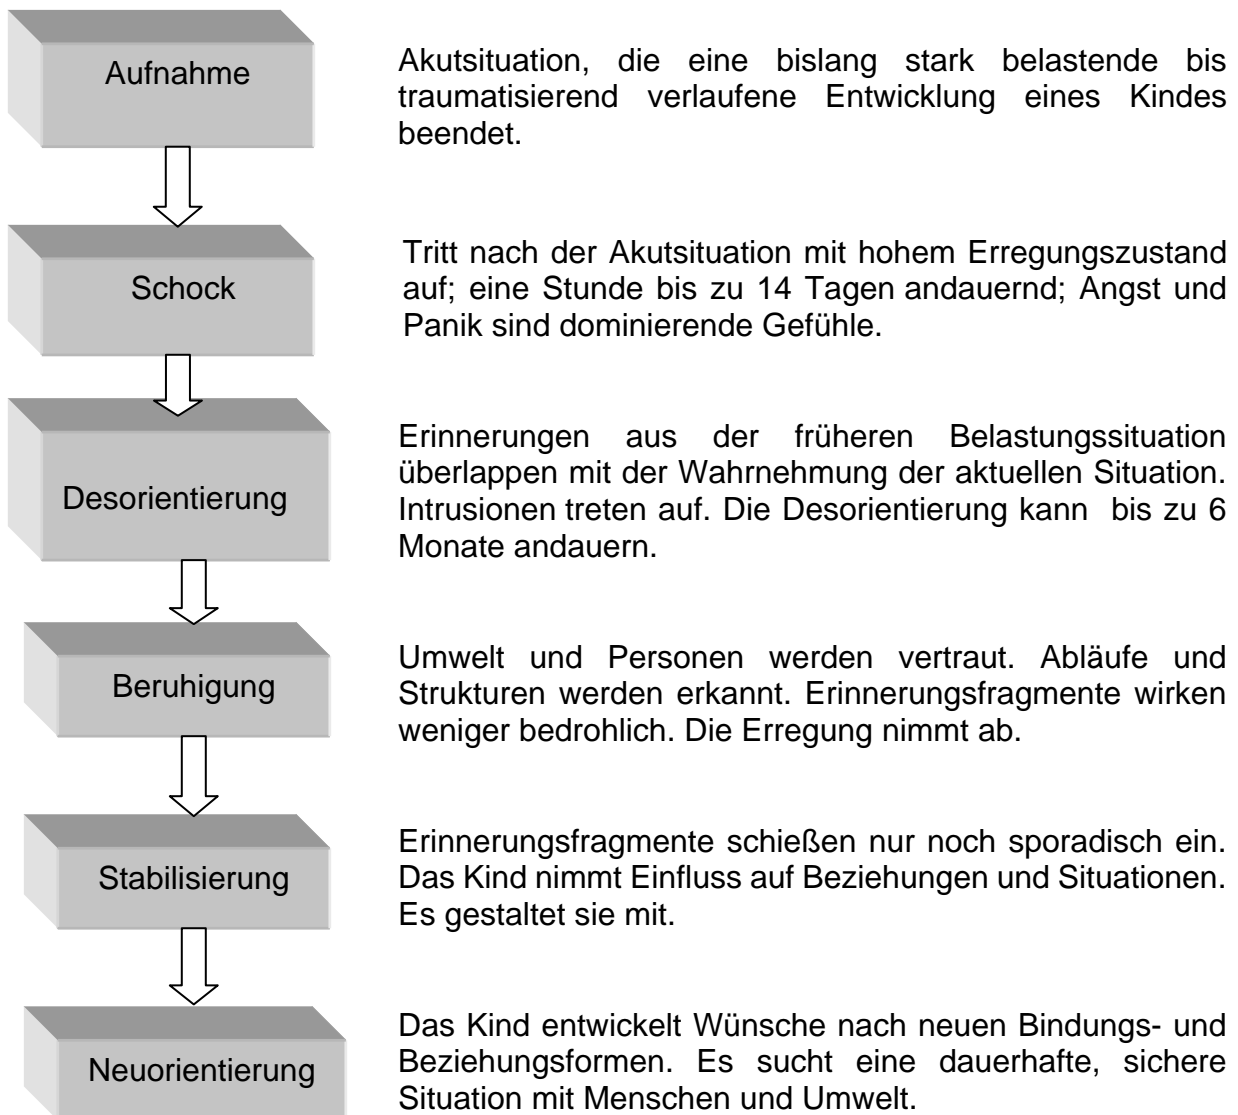 Aufnahme
Akutsituation, die eine bislang stark belastende bis
traumatisierend verlaufene Entwicklung eines Kindes
beendet.
Schock
Tritt nach der Akutsituation mit hohem Erregungszustand
auf; eine Stunde bis zu 14 Tagen andauernd; Angst und
Panik sind dominierende Gefühle.
Desorientierung
Erinnerungen aus der früheren Belastungssituation
überlappen mit der Wahrnehmung der aktuellen Situation.
Intrusionen treten auf. Die Desorientierung kann bis zu 6
Monate andauern.
Beruhigung
Umwelt und Personen werden vertraut. Abläufe und
Strukturen werden erkannt. Erinnerungsfragmente wirken
weniger bedrohlich. Die Erregung nimmt ab.
Stabilisierung
Erinnerungsfragmente schießen nur noch sporadisch ein.
Das Kind nimmt Einfluss auf Beziehungen und Situationen.
Es gestaltet sie mit.
Neuorientierung
Das Kind entwickelt Wünsche nach neuen Bindungs- und
Beziehungsformen. Es sucht eine dauerhafte, sichere
Situation mit Menschen und Umwelt.